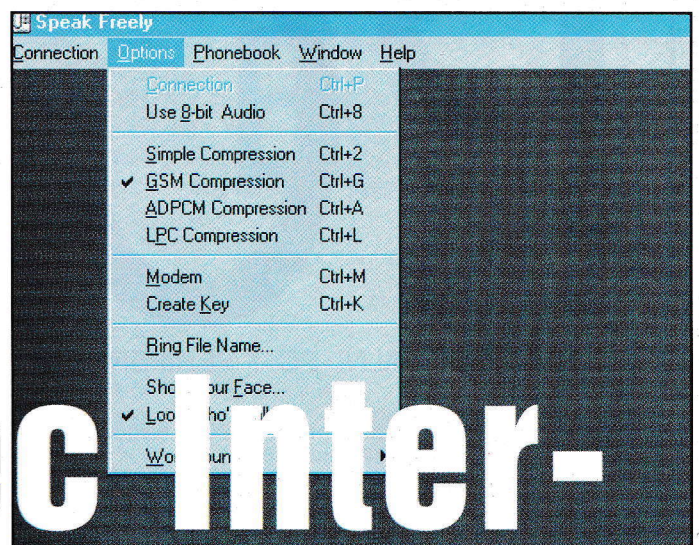 Speak Freely
Connection Options Phonebook Window Help
Connection Ctrl+P
Use 8-bit Audio Ctrl+8
Simple Compression Ctrl+2
✔ GSM Compression Ctrl+G
ADPCM Compression Ctrl+A
LPC Compression Ctrl+L
Modem Ctrl+M
Create Key Ctrl+K
Ring File Name...
Face...
✔
c Inter-